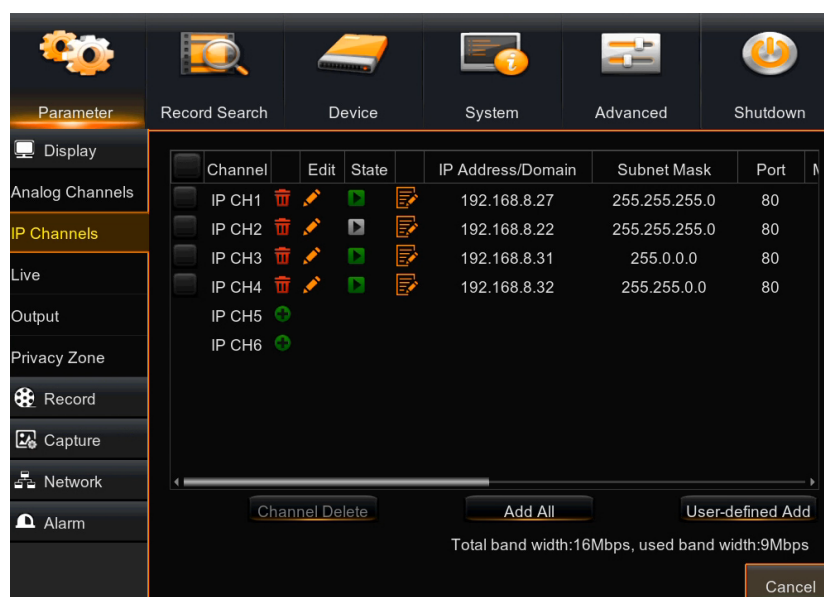 Parameter Record Search Device System Advanced Shutdown
Display
Analog Channels
IP Channels
Live
Output
Privacy Zone
Record
Capture
Network
Alarm
Channel Edit State IP Address/Domain Subnet Mask Port
IP CH1 192.168.8.27 255.255.255.0 80
IP CH2 192.168.8.22 255.255.255.0 80
IP CH3 192.168.8.31 255.0.0.0 80
IP CH4 192.168.8.32 255.255.0.0 80
IP CH5
IP CH6
Channel Delete Add All User-defined Add
Total band width:16Mbps, used band width:9Mbps
Cancel